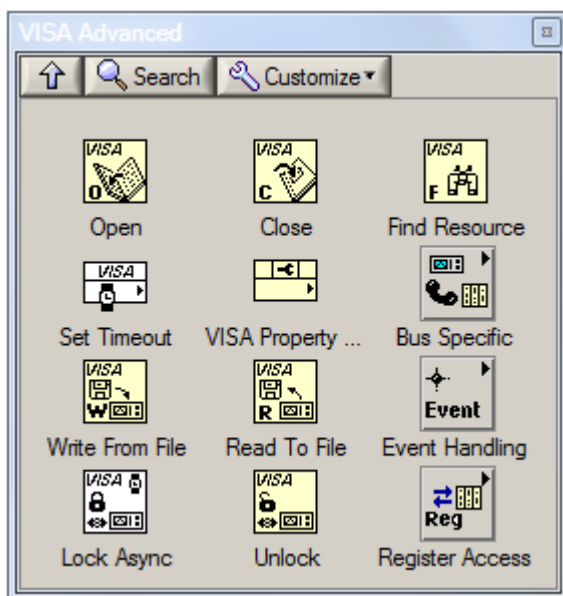 VISA Advanced
Search Customize
VISA VISA VISA
O C F
Open Close Find Resource
VISA
Set Timeout VISA Property ... Bus Specific
VISA VISA
W R Event
Write From File Read To File Event Handling
VISA VISA
Reg
Lock Async Unlock Register Access